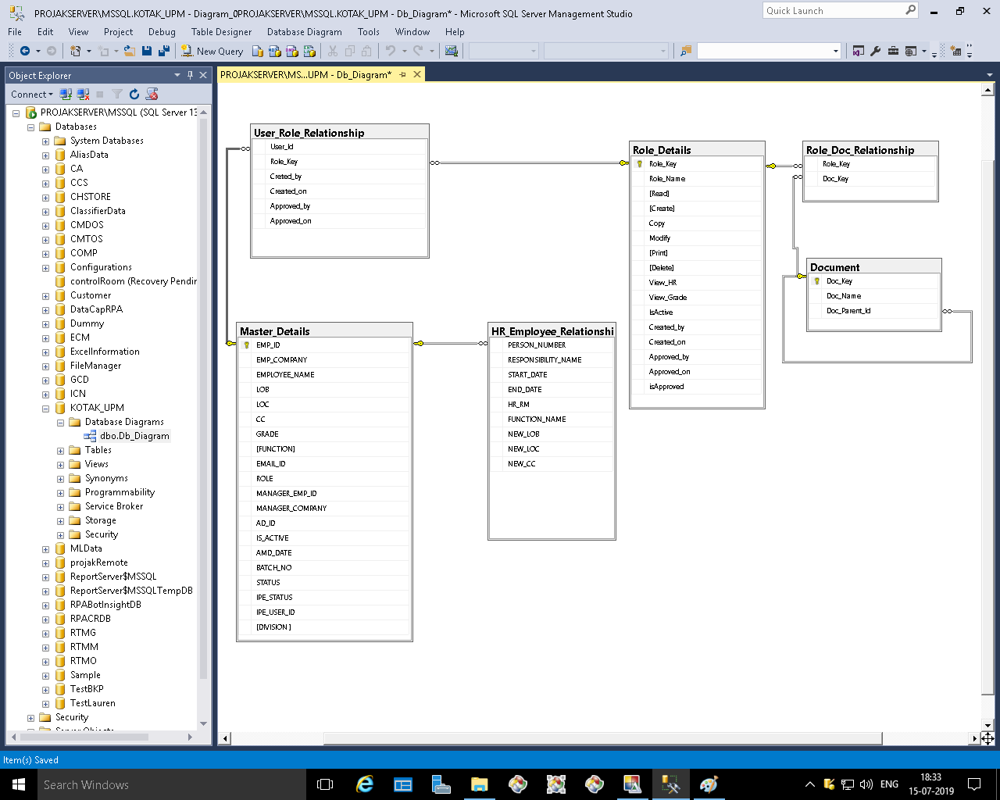 PROJAKSERVER\MSSQL.KOTAK_UPM - Diagram_0PROJAKSERVER\MSSQL.KOTAK_UPM - Db_Diagram* - Microsoft SQL Server Management Studio
Quick Launch
File Edit View Project Debug Table Designer Database Diagram Tools Window Help
New Query
Object Explorer
PROJAKSERVER\MS...UPM - Db_Diagram*
Connect
PROJAKSERVER\MSSQL (SQL Server 13
Databases
System Databases
AliasData
CA
CCS
CHSTORE
ClassifierData
CMDOS
CMTOS
COMP
Configurations
controlRoom (Recovery Pendir
Customer
DataCapRPA
Dummy
ECM
ExcelInformation
FileManager
GCD
ICN
KOTAK_UPM
Database Diagrams
dbo.Db_Diagram
Tables
Views
Synonyms
Programmability
Service Broker
Storage
Security
MLData
projakRemote
ReportServer$MSSQL
ReportServer$MSSQLTempDB
RPABotInsightDB
RPACRDB
RTMG
RTMM
RTMO
Sample
TestBKP
TestLauren
Security
User_Role_Relationship
User_Id
Role_Key
Creted_by
Created_on
Approved_by
Approved_on
Role_Details
Role_Key
Role_Name
[Read]
[Create]
Copy
Modify
[Print]
[Delete]
View_HR
View_Grade
IsActive
Created_by
Created_on
Approved_by
Approved_on
isApproved
Role_Doc_Relationship
Role_Key
Doc_Key
Document
Doc_Key
Doc_Name
Doc_Parent_Id
Master_Details
EMP_ID
EMP_COMPANY
EMPLOYEE_NAME
LOB
LOC
CC
GRADE
[FUNCTION]
EMAIL_ID
ROLE
MANAGER_EMP_ID
MANAGER_COMPANY
AD_ID
IS_ACTIVE
AMD_DATE
BATCH_NO
STATUS
IPE_STATUS
IPE_USER_ID
[DIVISION ]
HR_Employee_Relationshi
PERSON_NUMBER
RESPONSIBILITY_NAME
START_DATE
END_DATE
HR_RM
FUNCTION_NAME
NEW_LOB
NEW_LOC
NEW_CC
Item(s) Saved
Search Windows
ENG
18:33
15-07-2019